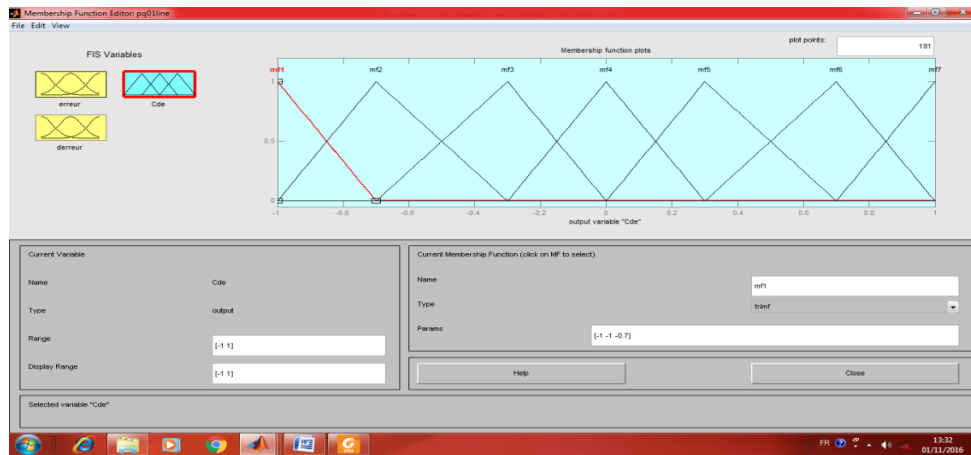 Membership Function Editor: pq01line
File Edit View
FIS Variables
erreur
Cde
derreur
plot points:
181
Membership function plots
mf1 mf2 mf3 mf4 mf5 mf6 mf7
1
0.5
0
-1 -0.8 -0.6 -0.4 -0.2 0 0.2 0.4 0.6 0.8 1
output variable "Cde"
Current Variable
Name Cde
Type output
Range [-1 1]
Display Range [-1 1]
Current Membership Function (click on MF to select)
Name mf1
Type trimf
Params [-1 -1 -0.7]
Help Close
Selected variable "Cde"
FR
13:32
01/11/2016